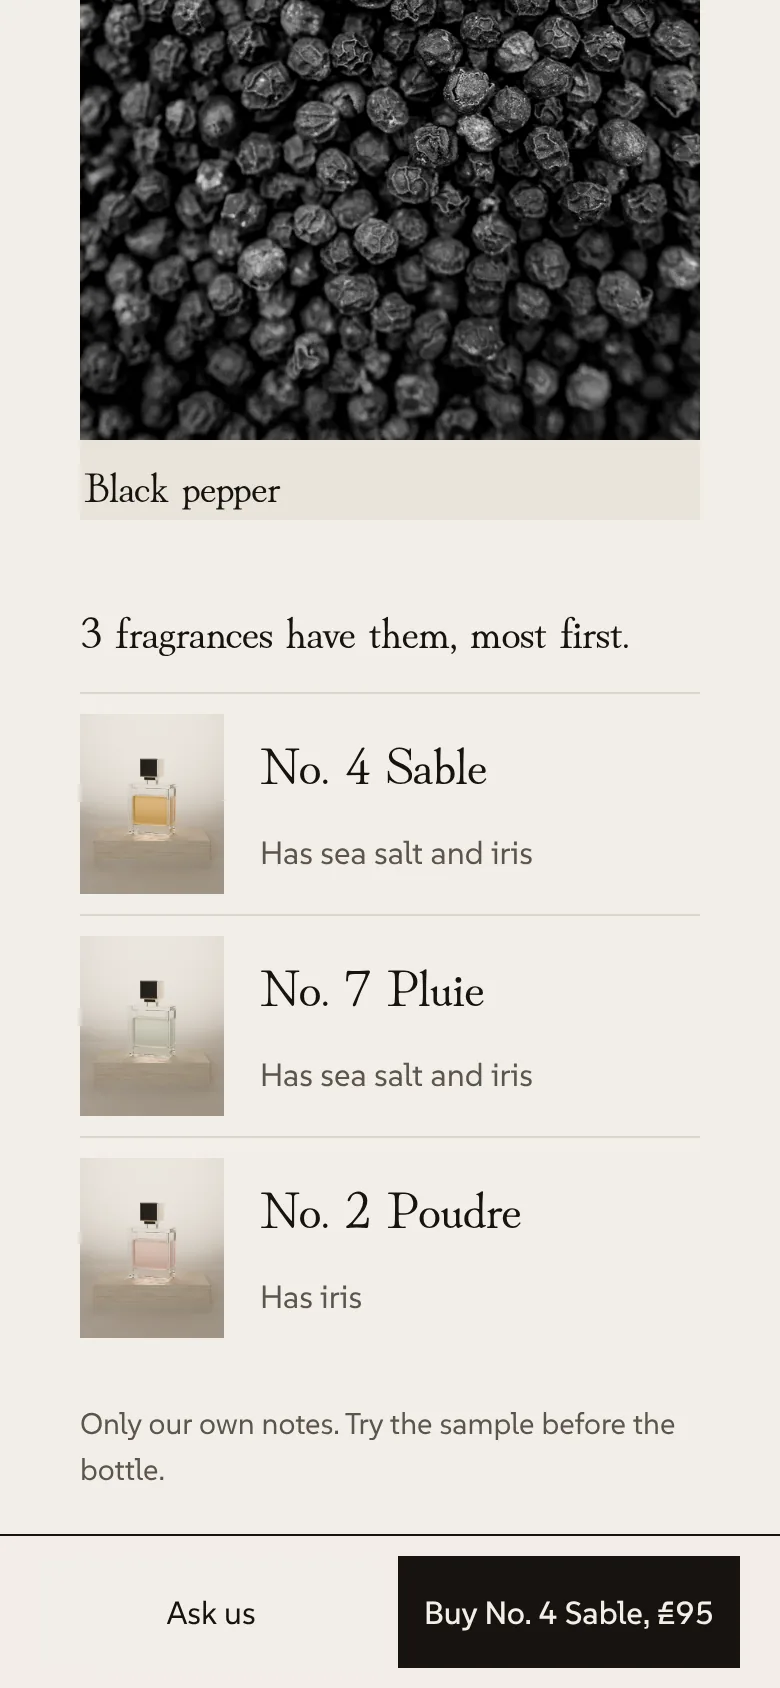 Black pepper
3 fragrances have them, most first.
No. 4 Sable
Has sea salt and iris
No. 7 Pluie
Has sea salt and iris
No. 2 Poudre
Has iris
Only our own notes. Try the sample before the
bottle.
Ask us
Buy No. 4 Sable, £95